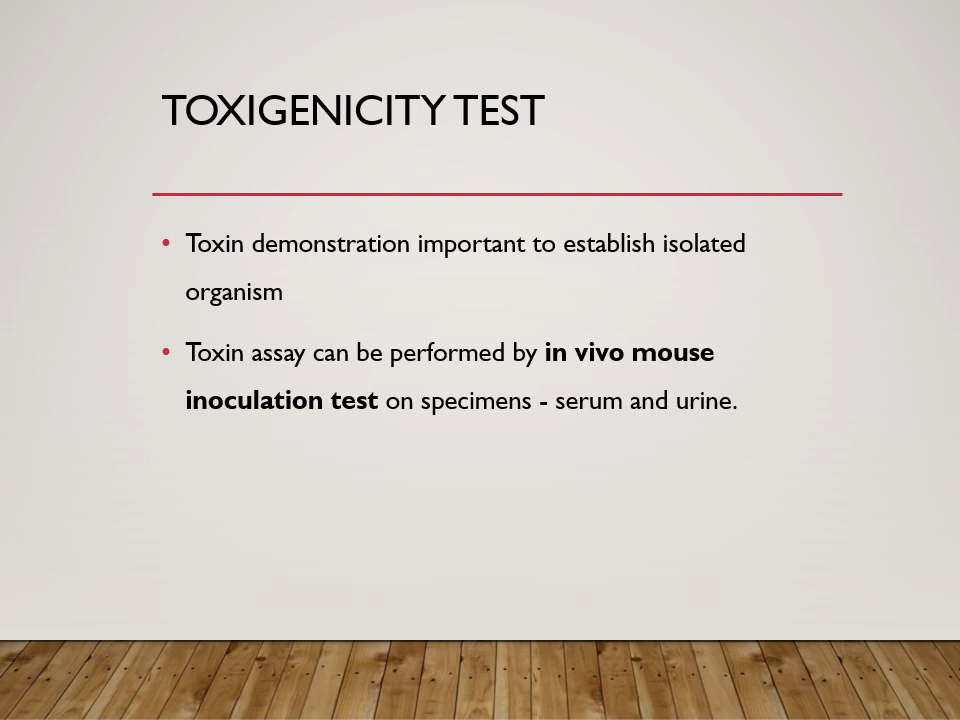 TOXIGENICITY TEST
• Toxin demonstration important to establish isolated
organism
• Toxin assay can be performed by in vivo mouse
inoculation test on specimens - serum and urine.